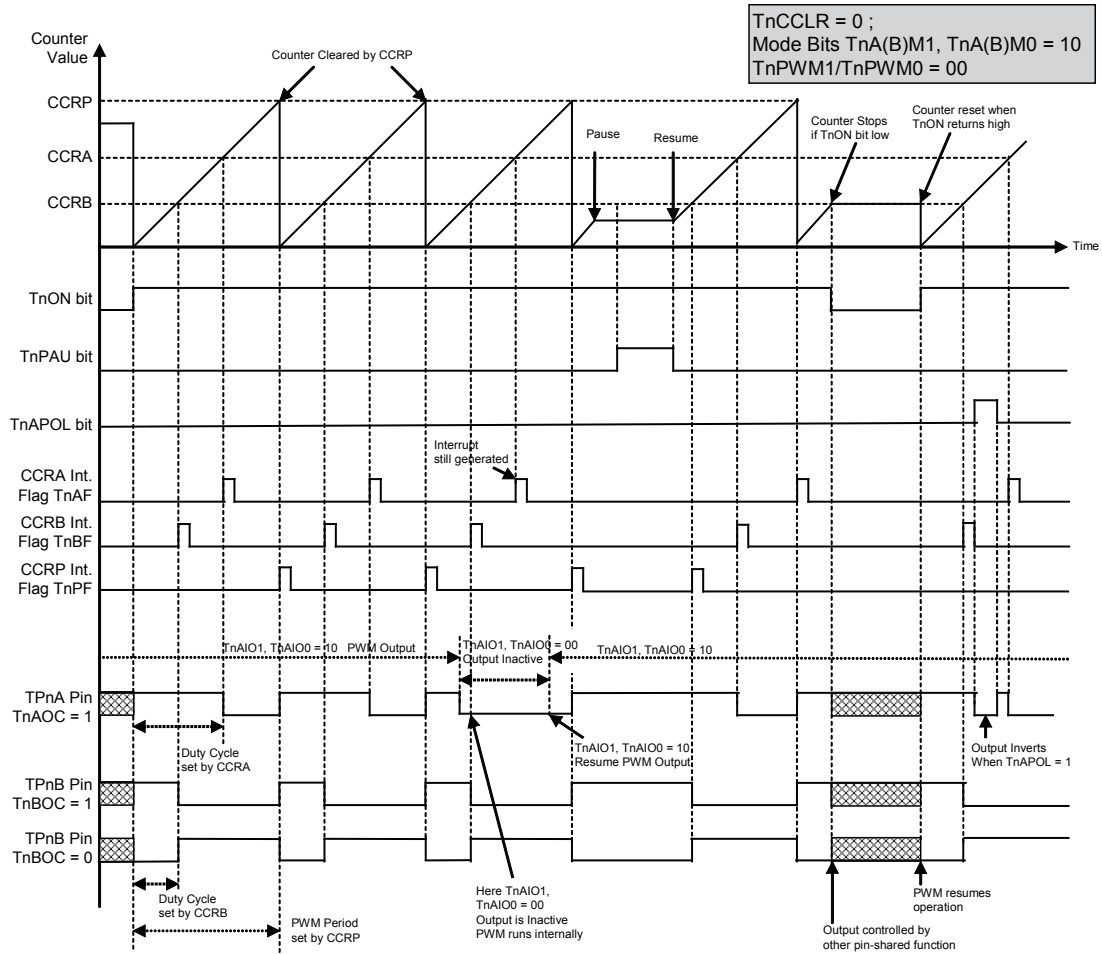 TnCCLR = 0 ;
Mode Bits TnA(B)M1, TnA(B)M0 = 10
TnPWM1/TnPWM0 = 00
Counter
Value
Counter Cleared by CCRP
CCRP
CCRA
CCRB
Pause
Resume
Counter Stops
if TnON bit low
Counter reset when
TnON returns high
Time
TnON bit
TnPAU bit
TnAPOL bit
Interrupt
still generated
CCRA Int.
Flag TnAF
CCRB Int.
Flag TnBF
CCRP Int.
Flag TnPF
TnAIO1, TnAIO0 = 10 PWM Output
TnAIO1, TnAIO0 = 00
Output Inactive
TnAIO1, TnAIO0 = 10
TPnA Pin
TnAOC = 1
Duty Cycle
set by CCRA
TnAIO1, TnAIO0 = 10
Resume PWM Output
Output Inverts
When TnAPOL = 1
TPnB Pin
TnBOC = 1
TPnB Pin
TnBOC = 0
Duty Cycle
set by CCRB
PWM Period
set by CCRP
Here TnAIO1,
TnAIO0 = 00
Output is Inactive
PWM runs internally
PWM resumes
operation
Output controlled by
other pin-shared function